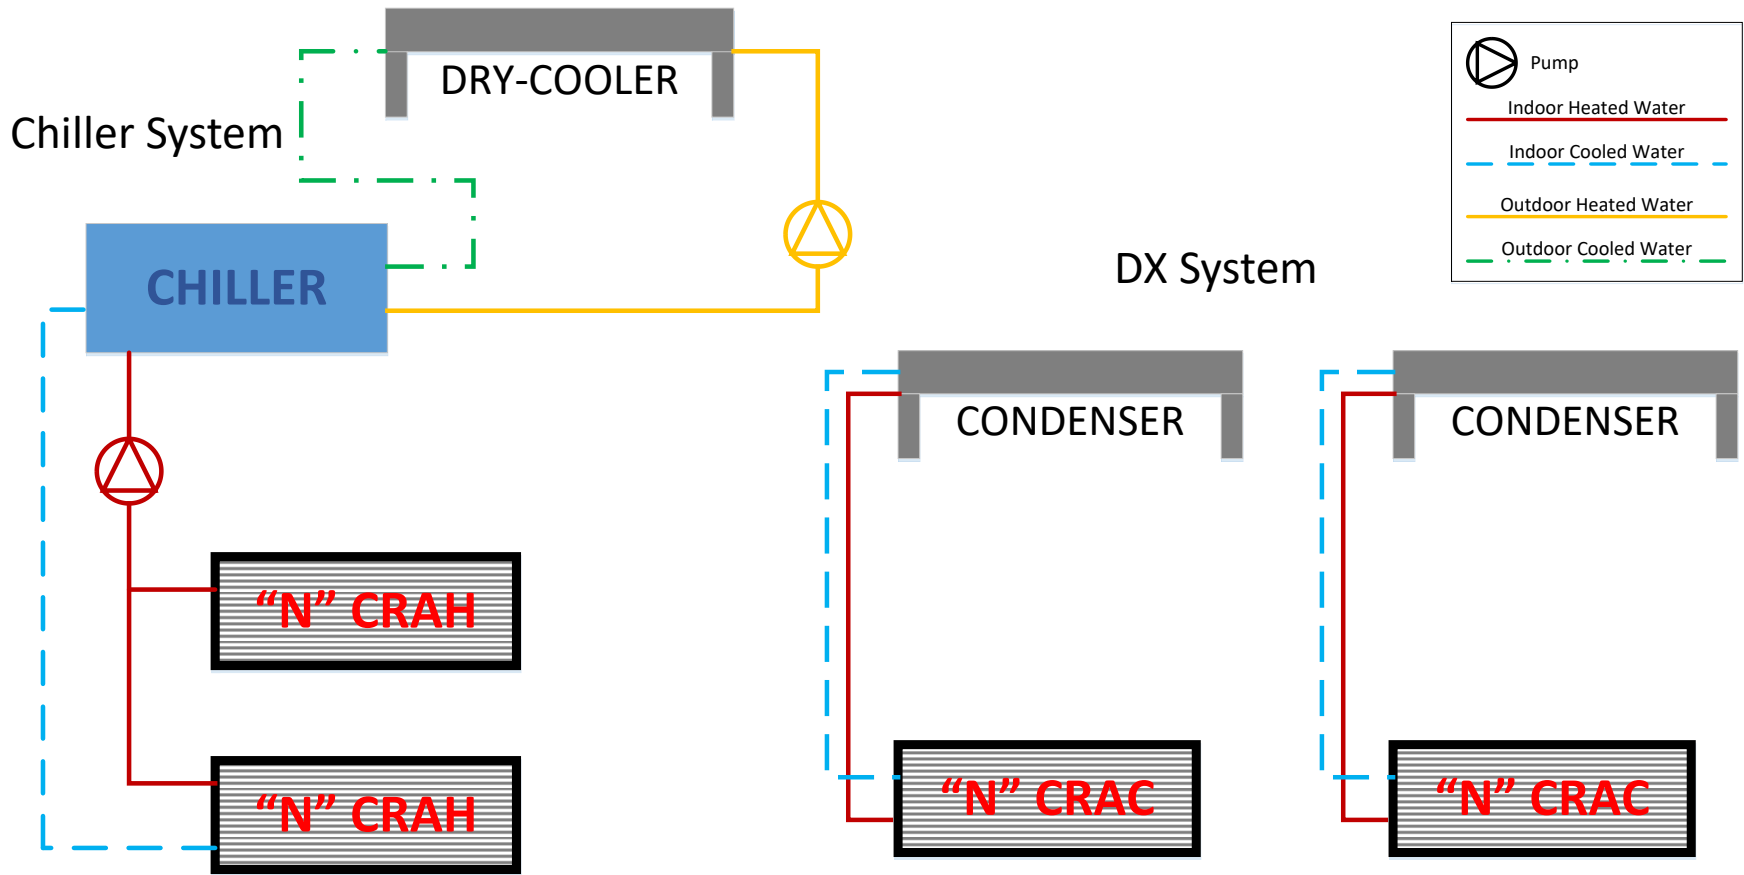 DRY-COOLER
Chiller System
CHILLER
“N” CRAH
“N” CRAH
Pump
Indoor Heated Water
Indoor Cooled Water
Outdoor Heated Water
Outdoor Cooled Water
DX System
CONDENSER
CONDENSER
“N” CRAC
“N” CRAC